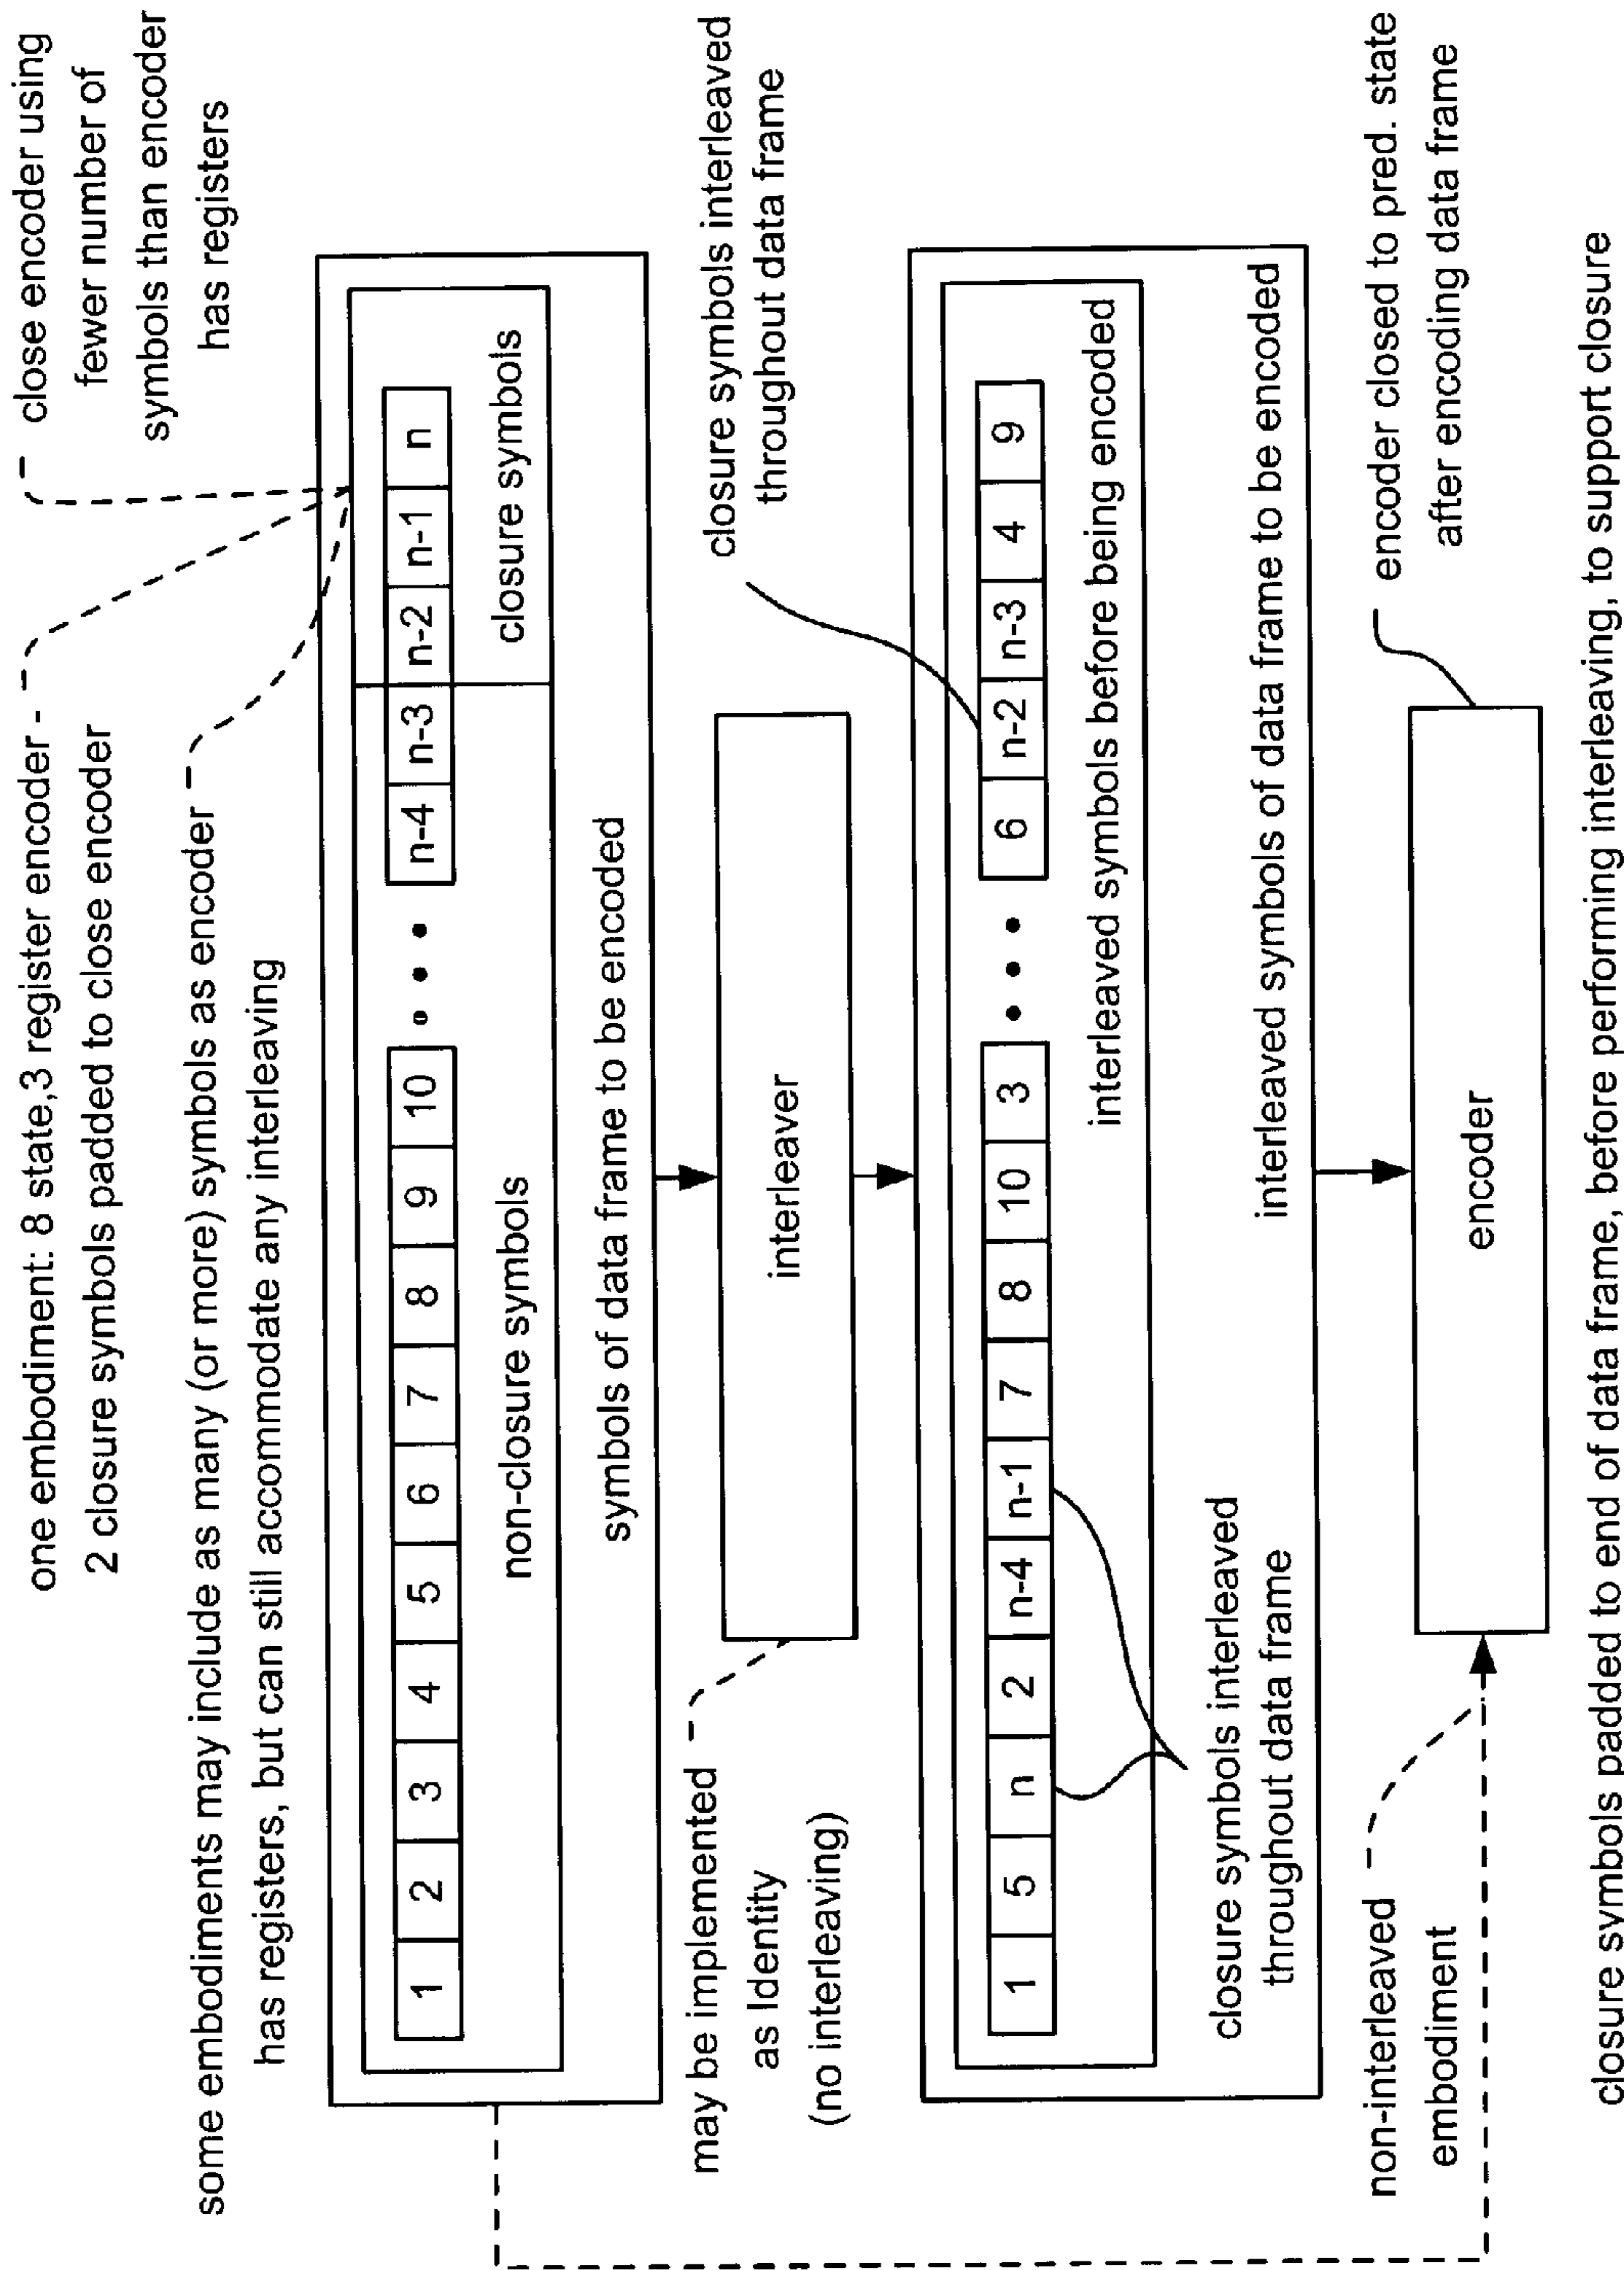 one embodiment: 8 state,3 register encoder
2 closure symbols padded to close encoder
close encoder using
fewer number of
symbols than encoder
has registers
some embodiments may include as many (or more) symbols as encoder
has registers, but can still accommodate any interleaving
1 2 3 4 5 6 7 8 9 10 • • • n-4 n-3 n-2 n-1 n
non-closure symbols
closure symbols
symbols of data frame to be encoded
may be implemented
as Identity
(no interleaving)
interleaver
closure symbols interleaved
throughout data frame
1 5 n 2 n-4 n-1 7 8 10 3 • • • 6 n-2 n-3 4 9
interleaved symbols before being encoded
closure symbols interleaved
throughout data frame
interleaved symbols of data frame to be encoded
non-interleaved
embodiment
encoder
encoder closed to pred. state
after encoding data frame
closure symbols padded to end of data frame, before performing interleaving, to support closure